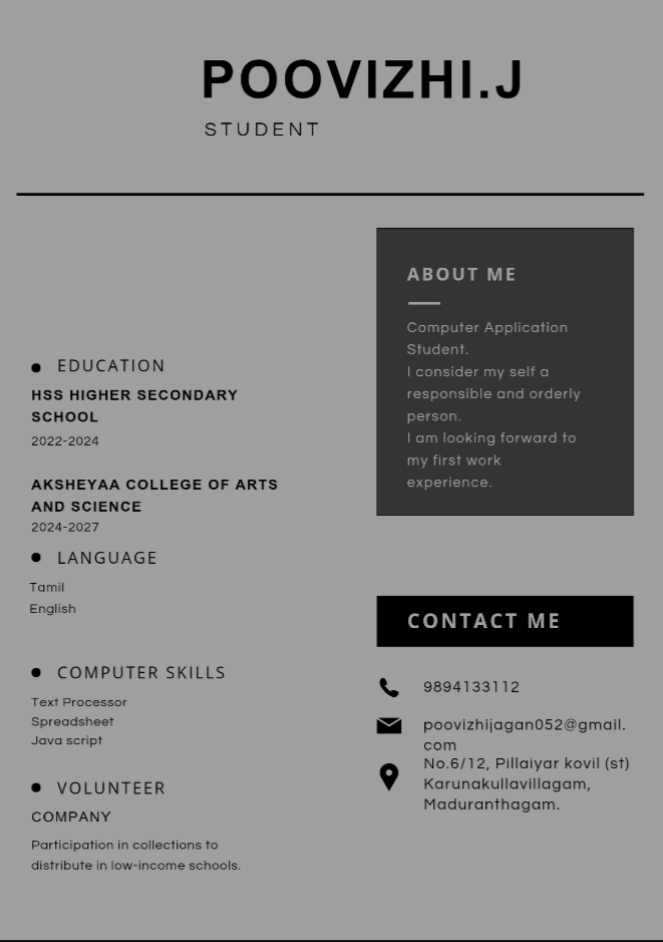 POOVIZHI.J
STUDENT
EDUCATION
HSS HIGHER SECONDARY
SCHOOL
2022-2024
AKSHEYAA COLLEGE OF ARTS
AND SCIENCE
2024-2027
LANGUAGE
Tamil
English
COMPUTER SKILLS
Text Processor
Spreadsheet
Java script
VOLUNTEER
COMPANY
Participation in collections to
distribute in low-income schools.
ABOUT ME
Computer Application
Student.
I consider my self a
responsible and orderly
person.
I am looking forward to
my first work
experience.
CONTACT ME
9894133112
poovizhijagan052@gmail.
com
No.6/12, Pillaiyar kovil (st)
Karunakullavillagam,
Maduranthagam.